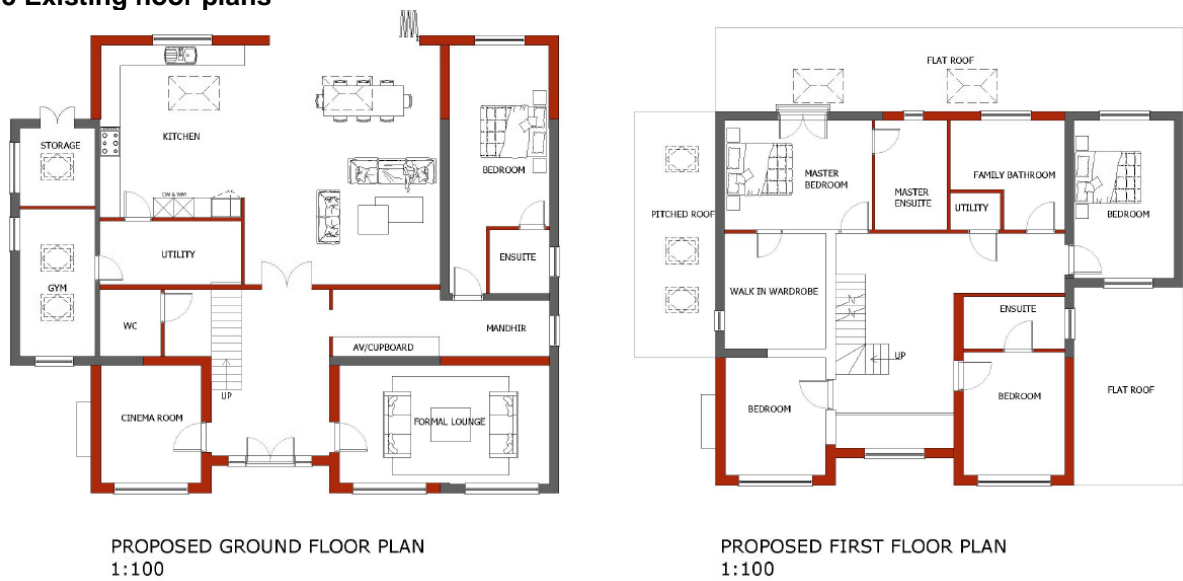 Existing floor plans
KITCHEN
STORAGE
BEDROOM
UTILITY
ENSUITE
GYM
WC
MANDHIR
AV/CUPBOARD
UP
CINEMA ROOM
FORMAL LOUNGE
PROPOSED GROUND FLOOR PLAN
1:100
FLAT ROOF
MASTER
BEDROOM
MASTER
ENSUITE
FAMILY BATHROOM
UTILITY
BEDROOM
PITCHED ROOF
WALK IN WARDROBE
ENSUITE
UP
BEDROOM
BEDROOM
FLAT ROOF
PROPOSED FIRST FLOOR PLAN
1:100